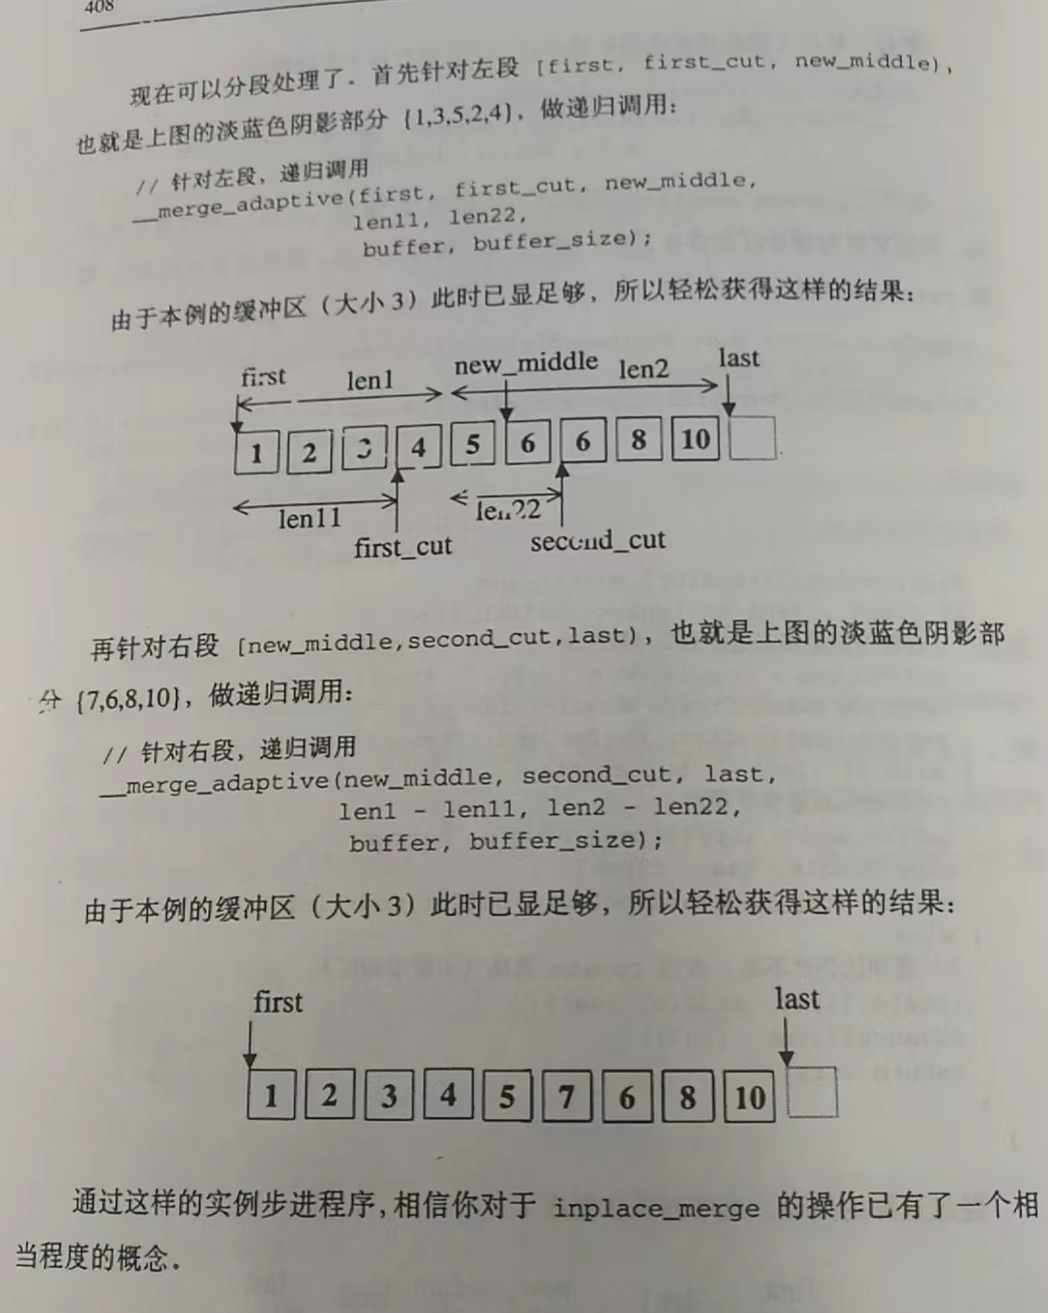 408
现在可以分段处理了。首先针对左段 [first, first_cut, new_middle),
也就是上图的淡蓝色阴影部分 {1,3,5,2,4}，做递归调用：
// 针对左段，递归调用
__merge_adaptive(first, first_cut, new_middle,
len11, len22,
buffer, buffer_size);
由于本例的缓冲区（大小 3）此时已显足够，所以轻松获得这样的结果：
first len1 new_middle len2 last
1 2 3 4 5 6 6 8 10
len11 len22
first_cut second_cut
再针对右段 [new_middle,second_cut,last)，也就是上图的淡蓝色阴影部
分 {7,6,8,10}，做递归调用：
// 针对右段，递归调用
__merge_adaptive(new_middle, second_cut, last,
len1 - len11, len2 - len22,
buffer, buffer_size);
由于本例的缓冲区（大小 3）此时已显足够，所以轻松获得这样的结果：
first last
1 2 3 4 5 7 6 8 10
通过这样的实例步进程序，相信你对于 inplace_merge 的操作已有了一个相
当程度的概念。